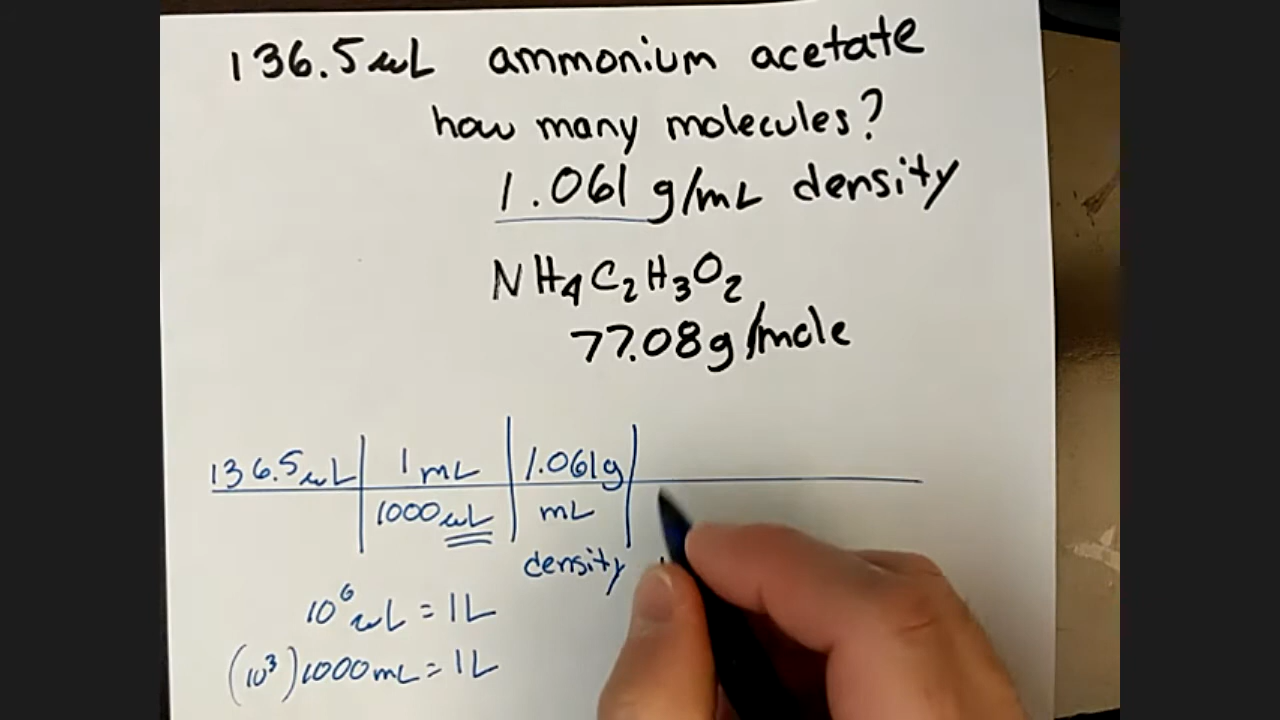 136.5 uL ammonium acetate
how many molecules?
1.061 g/mL density
NH4C2H3O2
77.08 g/mole
136.5 uL | 1 mL | 1.061 g
1000 uL | mL
density
10^6 uL = 1L
(10^3) 1000 mL = 1L